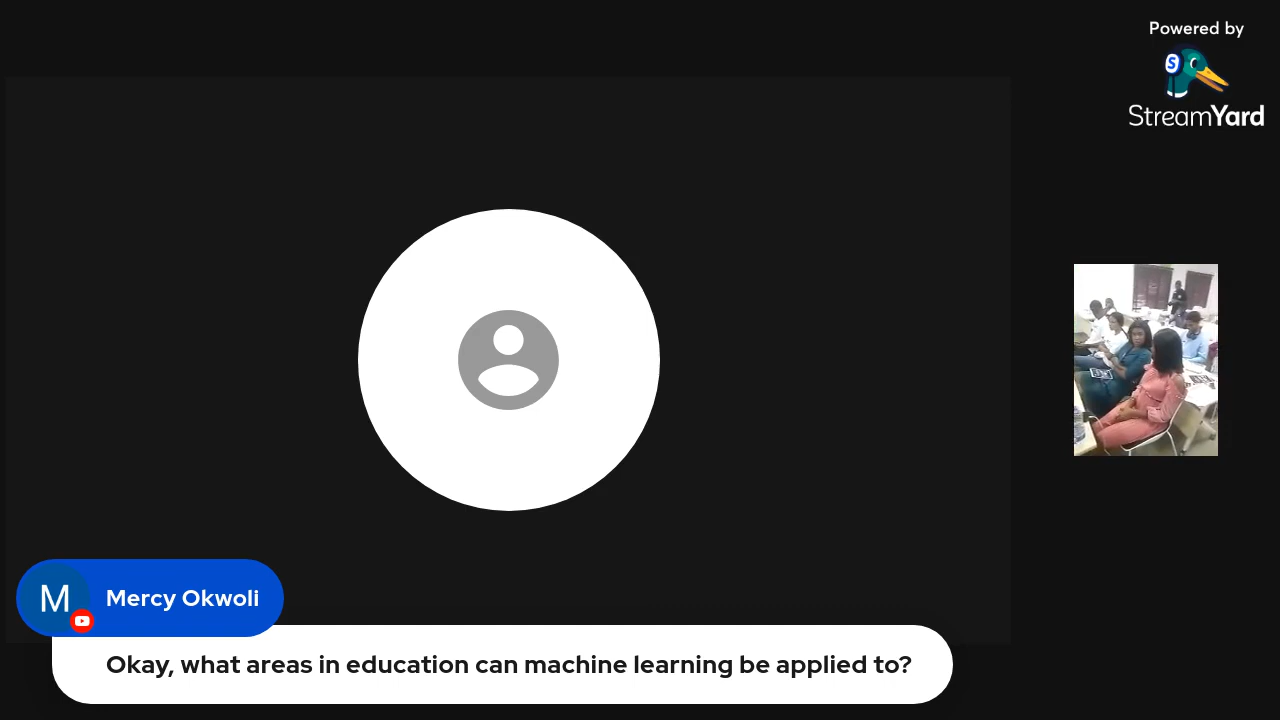 Powered by
S
StreamYard
M
Mercy Okwoli
Okay, what areas in education can machine learning be applied to?